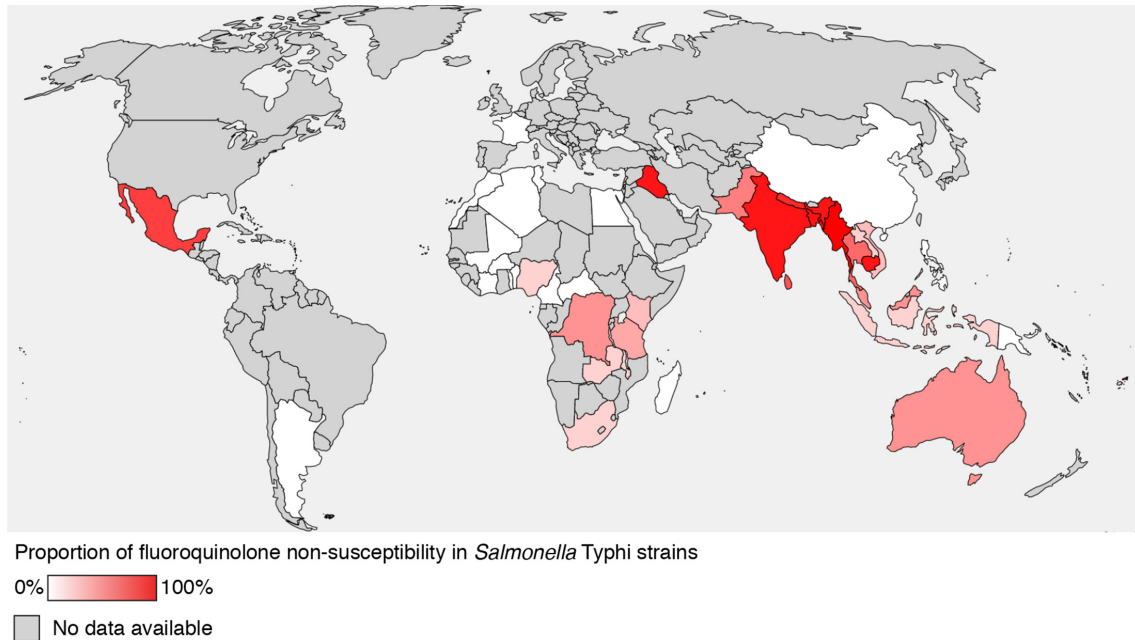 Proportion of fluoroquinolone non-susceptibility in Salmonella Typhi strains
0% 100%
No data available